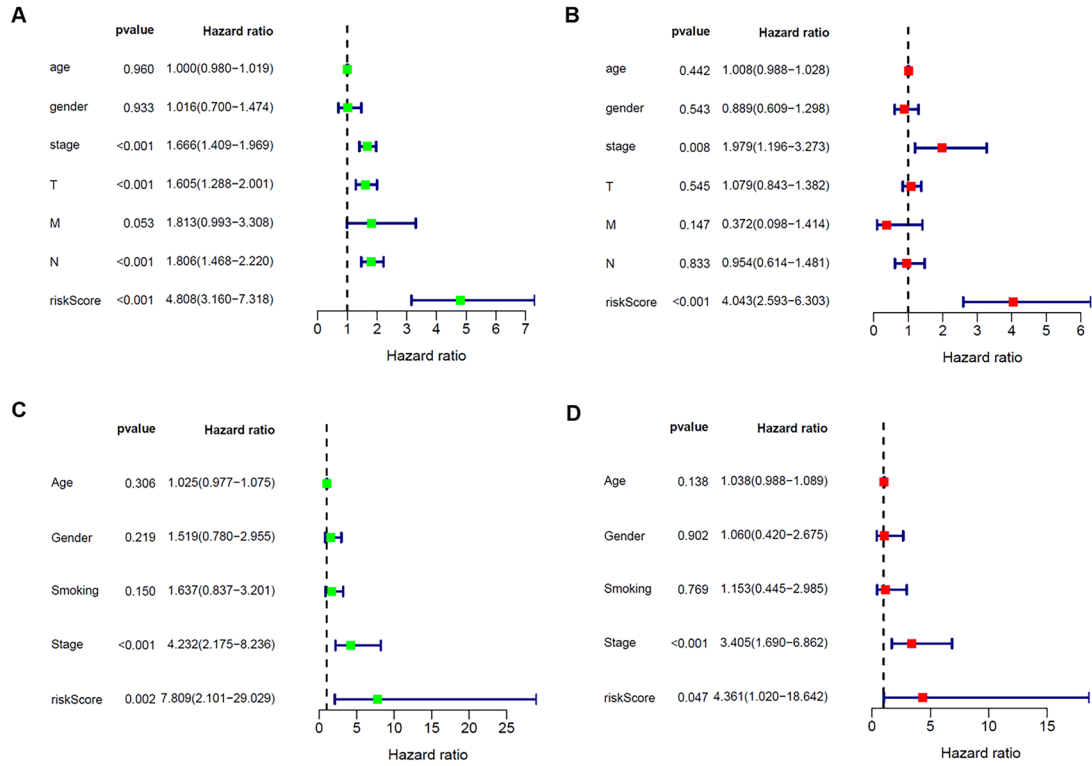 A
pvalue Hazard ratio
age 0.960 1.000(0.980−1.019)
gender 0.933 1.016(0.700−1.474)
stage <0.001 1.666(1.409−1.969)
T <0.001 1.605(1.288−2.001)
M 0.053 1.813(0.993−3.308)
N <0.001 1.806(1.468−2.220)
riskScore <0.001 4.808(3.160−7.318)
0 1 2 3 4 5 6 7
Hazard ratio
B
pvalue Hazard ratio
age 0.442 1.008(0.988−1.028)
gender 0.543 0.889(0.609−1.298)
stage 0.008 1.979(1.196−3.273)
T 0.545 1.079(0.843−1.382)
M 0.147 0.372(0.098−1.414)
N 0.833 0.954(0.614−1.481)
riskScore <0.001 4.043(2.593−6.303)
0 1 2 3 4 5 6
Hazard ratio
C
pvalue Hazard ratio
Age 0.306 1.025(0.977−1.075)
Gender 0.219 1.519(0.780−2.955)
Smoking 0.150 1.637(0.837−3.201)
Stage <0.001 4.232(2.175−8.236)
riskScore 0.002 7.809(2.101−29.029)
0 5 10 15 20 25
Hazard ratio
D
pvalue Hazard ratio
Age 0.138 1.038(0.988−1.089)
Gender 0.902 1.060(0.420−2.675)
Smoking 0.769 1.153(0.445−2.985)
Stage <0.001 3.405(1.690−6.862)
riskScore 0.047 4.361(1.020−18.642)
0 5 10 15
Hazard ratio